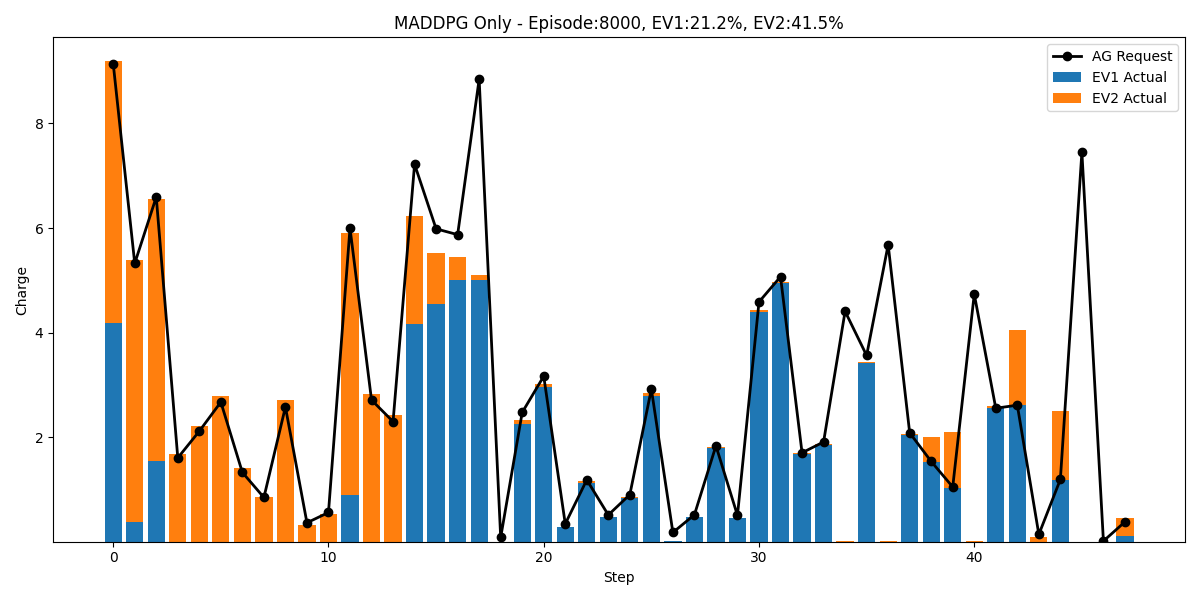 MADDPG Only - Episode:8000, EV1:21.2%, EV2:41.5%
AG Request
EV1 Actual
EV2 Actual
8
6
4
2
Charge
0 10 20 30 40
Step